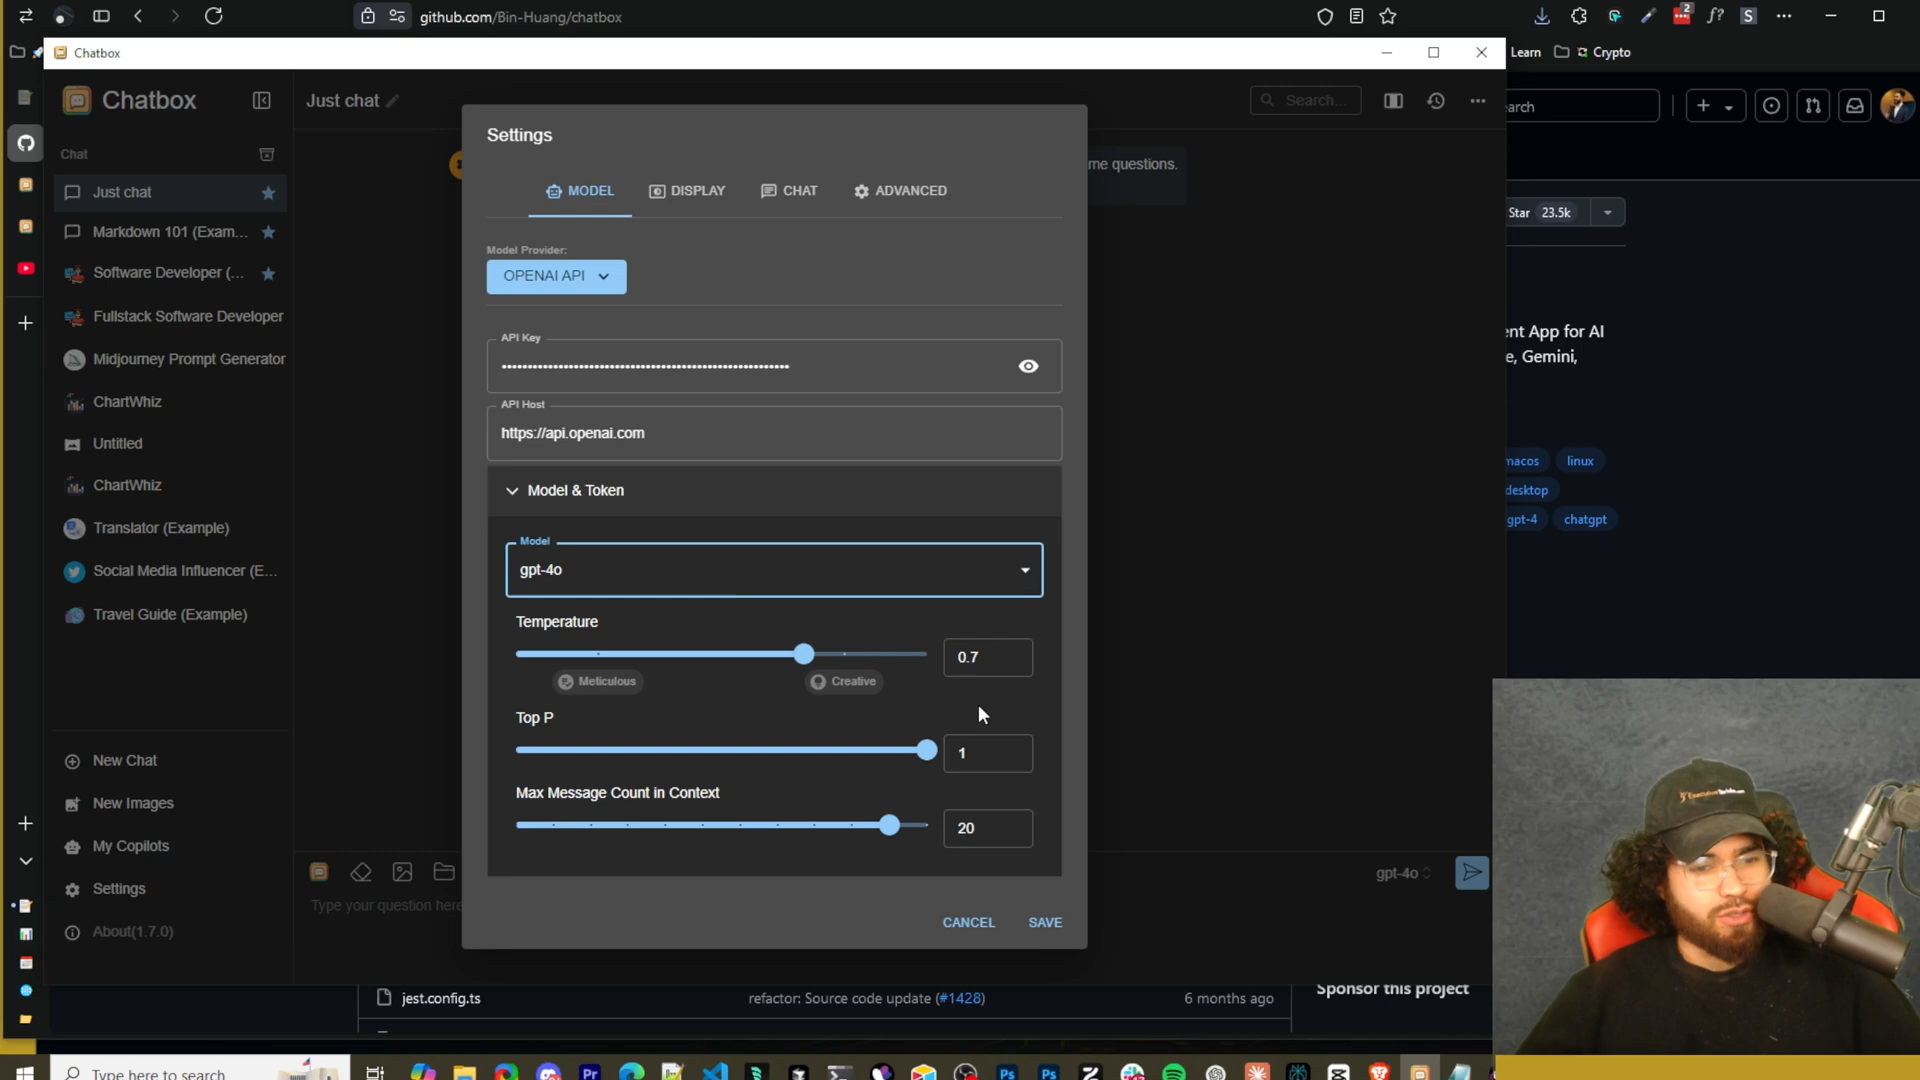 github.com/Bin-Huang/chatbox
2
f?
S
Chatbox
Learn
Crypto
Chatbox
Just chat
Search...
arch
Chat
me questions.
Just chat
Markdown 101 (Exam...
Software Developer (...
Fullstack Software Developer
Midjourney Prompt Generator
ChartWhiz
Untitled
ChartWhiz
Translator (Example)
Social Media Influencer (E...
Travel Guide (Example)
New Chat
New Images
My Copilots
Settings
About(1.7.0)
Settings
MODEL
DISPLAY
CHAT
ADVANCED
Model Provider:
OPENAI API
API Key
API Host
https://api.openai.com
Model & Token
Model
gpt-4o
Temperature
0.7
Meticulous
Creative
Top P
1
Max Message Count in Context
20
CANCEL
SAVE
Type your question here
gpt-4o
Star 23.5k
ent App for AI
e, Gemini,
macos
linux
desktop
gpt-4
chatgpt
jest.config.ts
refactor: Source code update (#1428)
6 months ago
Sponsor this project
Type here to search
Pr
Ps
Ps